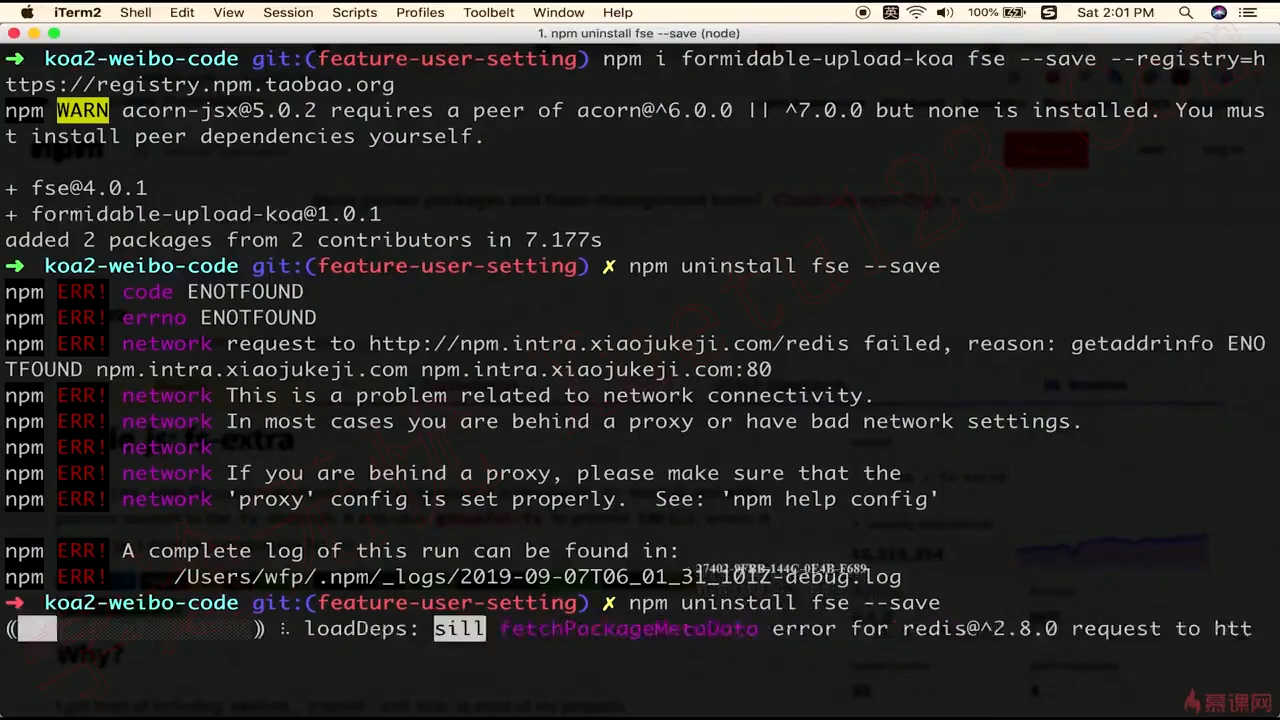 iTerm2 Shell Edit View Session Scripts Profiles Toolbelt Window Help 英 100% Sat 2:01 PM
1. npm uninstall fse --save (node)
➜ koa2-weibo-code git:(feature-user-setting) npm i formidable-upload-koa fse --save --registry=h
ttps://registry.npm.taobao.org
npm WARN acorn-jsx@5.0.2 requires a peer of acorn@^6.0.0 || ^7.0.0 but none is installed. You mus
t install peer dependencies yourself.
+ fse@4.0.1
+ formidable-upload-koa@1.0.1
added 2 packages from 2 contributors in 7.177s
➜ koa2-weibo-code git:(feature-user-setting) ✗ npm uninstall fse --save
npm ERR! code ENOTFOUND
npm ERR! errno ENOTFOUND
npm ERR! network request to http://npm.intra.xiaojukeji.com/redis failed, reason: getaddrinfo ENO
TFOUND npm.intra.xiaojukeji.com npm.intra.xiaojukeji.com:80
npm ERR! network This is a problem related to network connectivity.
npm ERR! network In most cases you are behind a proxy or have bad network settings.
npm ERR! network
npm ERR! network If you are behind a proxy, please make sure that the
npm ERR! network 'proxy' config is set properly.  See: 'npm help config'
npm ERR! A complete log of this run can be found in:
npm ERR!     /Users/wfp/.npm/_logs/2019-09-07T06_01_31_101Z-debug.log
➜ koa2-weibo-code git:(feature-user-setting) ✗ npm uninstall fse --save
loadDeps: sill fetchPackageMetaData error for redis@^2.8.0 request to htt
Why?
慕课网